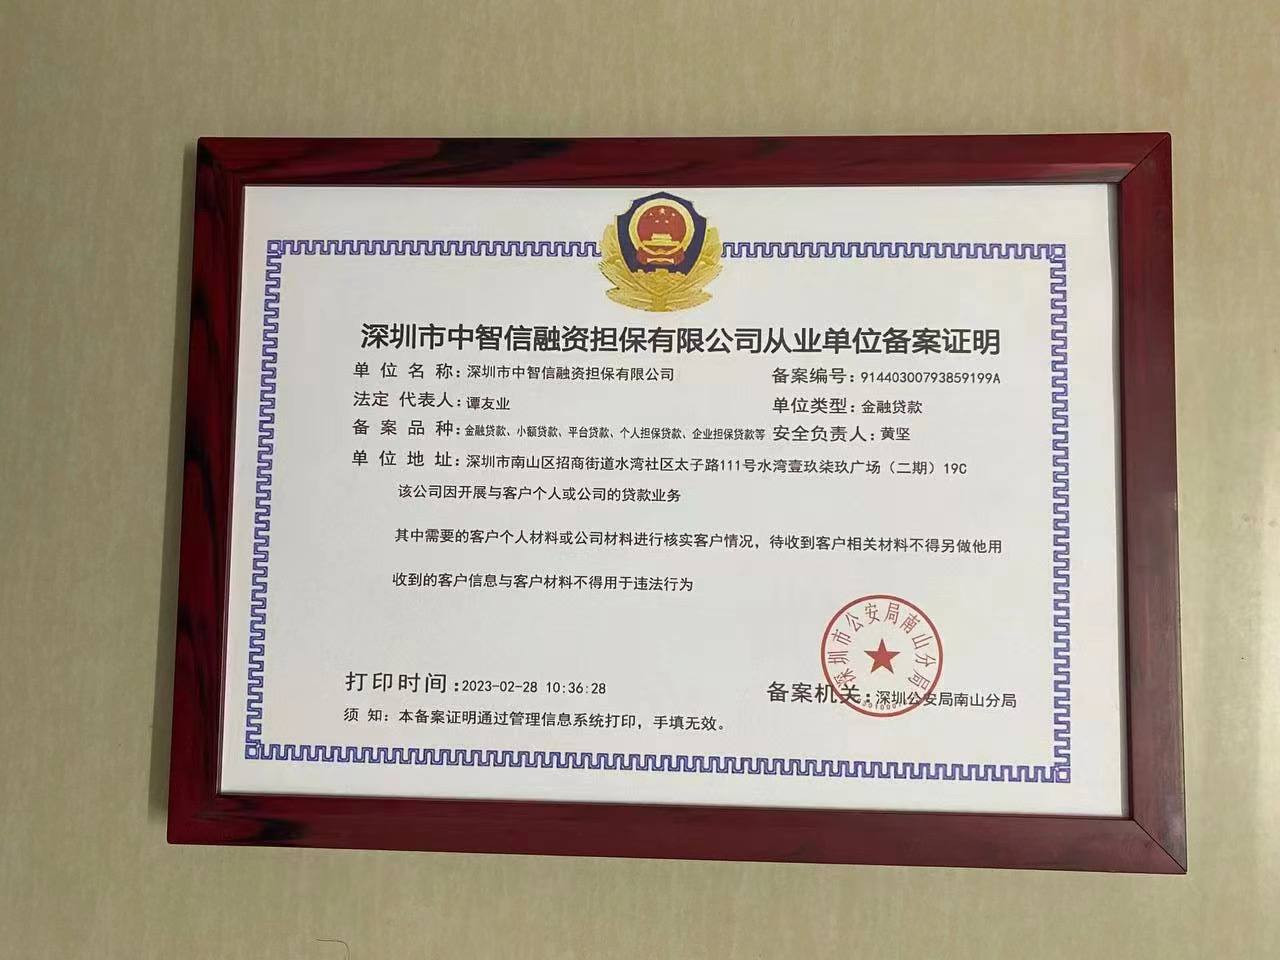 深圳市中智信融资担保有限公司从业单位备案证明
单 位 名 称:深圳市中智信融资担保有限公司 备案编号:91440300793859199A
法定 代表人:谭友业 单位类型:金融贷款
备 案 品 种:金融贷款、小额贷款、平台贷款、个人担保贷款、企业担保贷款等 安全负责人:黄坚
单 位 地 址:深圳市南山区招商街道水湾社区太子路111号水湾壹玖柒玖广场（二期）19C
该公司因开展与客户个人或公司的贷款业务
其中需要的客户个人材料或公司材料进行核实客户情况，待收到客户相关材料不得另做他用
收到的客户信息与客户材料不得用于违法行为
深圳市公安局南山分局
打印时间:2023-02-28 10:36:28 备案机关:深圳公安局南山分局
须 知: 本备案证明通过管理信息系统打印，手填无效。